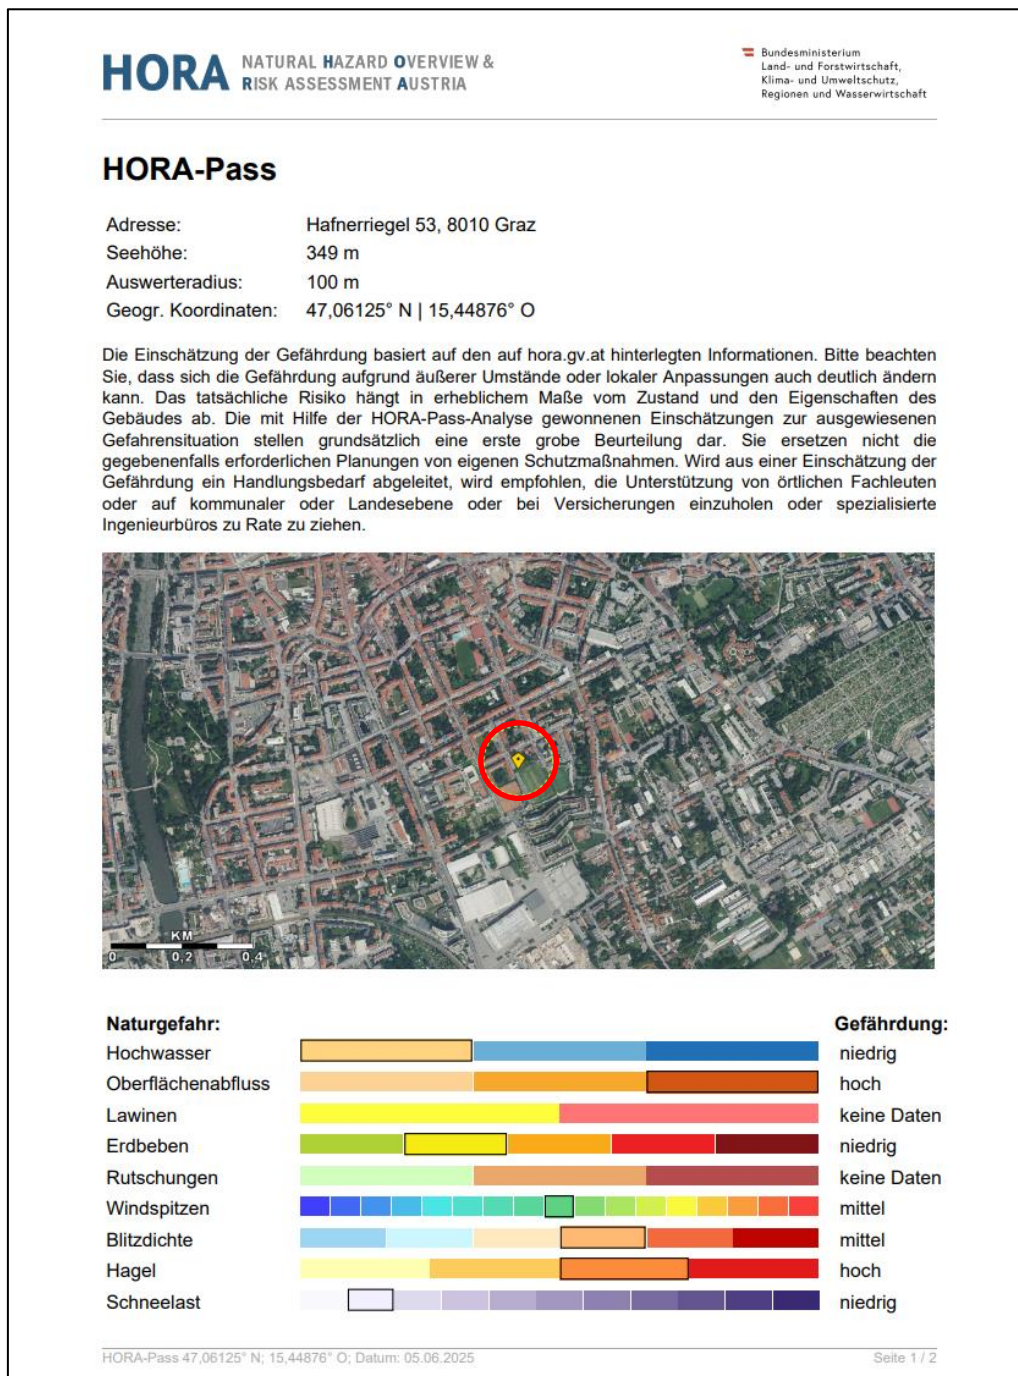 HORA NATURAL HAZARD OVERVIEW &
RISK ASSESSMENT AUSTRIA
Bundesministerium
Land- und Forstwirtschaft,
Klima- und Umweltschutz,
Regionen und Wasserwirtschaft
HORA-Pass
Adresse: Hafnerriegel 53, 8010 Graz
Seehöhe: 349 m
Auswerteradius: 100 m
Geogr. Koordinaten: 47,06125° N | 15,44876° O
Die Einschätzung der Gefährdung basiert auf den auf hora.gv.at hinterlegten Informationen. Bitte beachten
Sie, dass sich die Gefährdung aufgrund äußerer Umstände oder lokaler Anpassungen auch deutlich ändern
kann. Das tatsächliche Risiko hängt in erheblichem Maße vom Zustand und den Eigenschaften des
Gebäudes ab. Die mit Hilfe der HORA-Pass-Analyse gewonnenen Einschätzungen zur ausgewiesenen
Gefahrensituation stellen grundsätzlich eine erste grobe Beurteilung dar. Sie ersetzen nicht die
gegebenenfalls erforderlichen Planungen von eigenen Schutzmaßnahmen. Wird aus einer Einschätzung der
Gefährdung ein Handlungsbedarf abgeleitet, wird empfohlen, die Unterstützung von örtlichen Fachleuten
oder auf kommunaler oder Landesebene oder bei Versicherungen einzuholen oder spezialisierte
Ingenieurbüros zu Rate zu ziehen.
KM
0 0,2 0,4
Naturgefahr: Gefährdung:
Hochwasser niedrig
Oberflächenabfluss hoch
Lawinen keine Daten
Erdbeben niedrig
Rutschungen keine Daten
Windspitzen mittel
Blitzdichte mittel
Hagel hoch
Schneelast niedrig
HORA-Pass 47,06125° N; 15,44876° O; Datum: 05.06.2025 Seite 1 / 2